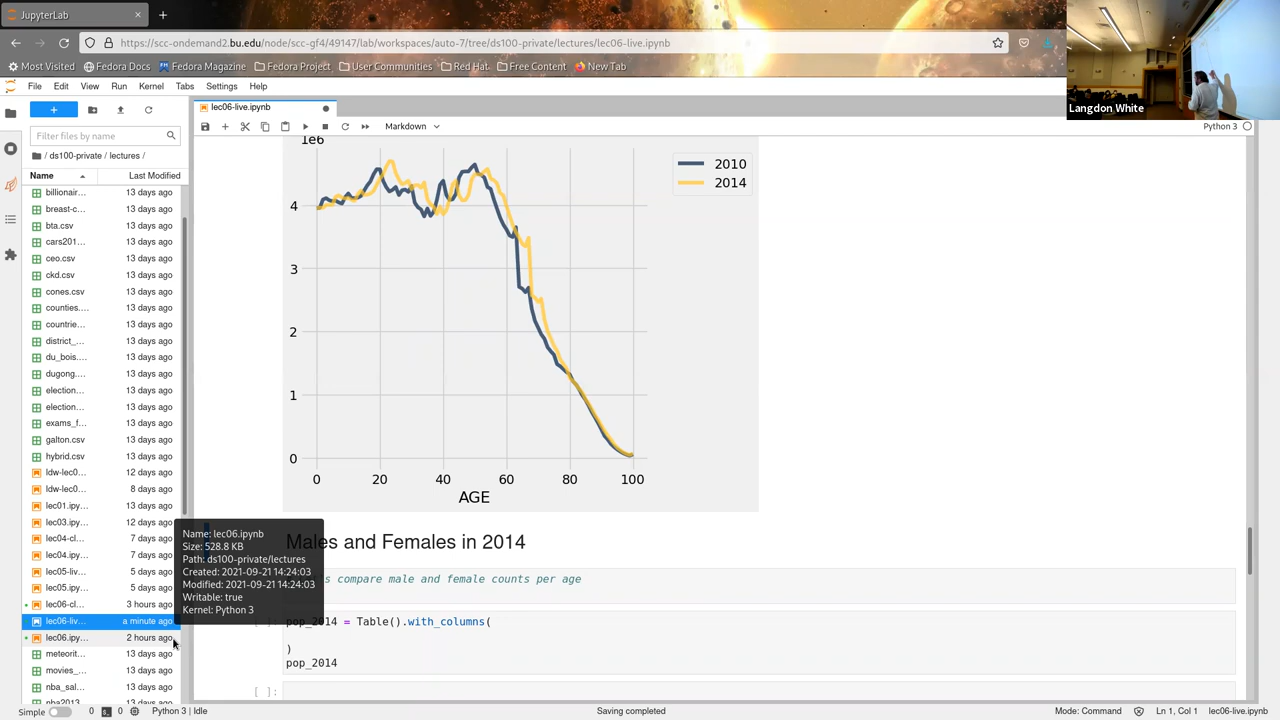 JupyterLab
https://scc-ondemand2.bu.edu/node/scc-gf4/49147/lab/workspaces/auto-7/tree/ds100-private/lectures/lec06-live.ipynb
Most Visited Fedora Docs Fedora Magazine Fedora Project User Communities Red Hat Free Content New Tab
Langdon White
File Edit View Run Kernel Tabs Settings Help
lec06-live.ipynb
Markdown
Python 3
Filter files by name
/ ds100-private / lectures /
Name Last Modified
billionair... 13 days ago
breast-c... 13 days ago
bta.csv 13 days ago
cars201... 13 days ago
ceo.csv 13 days ago
ckd.csv 13 days ago
cones.csv 13 days ago
counties.... 13 days ago
countrie... 13 days ago
district_... 13 days ago
du_bois.... 13 days ago
dugong.... 13 days ago
election... 13 days ago
election... 13 days ago
exams_f... 13 days ago
galton.csv 13 days ago
hybrid.csv 13 days ago
ldw-lec0... 12 days ago
ldw-lec0... 8 days ago
lec01.ipy... 13 days ago
lec03.ipy... 12 days ago
lec04-cl... 7 days ago
lec04.ipy... 7 days ago
lec05-liv... 5 days ago
lec05.ipy... 5 days ago
lec06-cl... 3 hours ago
lec06-liv... a minute ago
lec06.ipy... 2 hours ago
meteorit... 13 days ago
movies_... 13 days ago
nba_sal... 13 days ago
nba2013... 13 days ago
1e6
2010
2014
4
3
2
1
0
0 20 40 60 80 100
AGE
Name: lec06.ipynb
Size: 528.8 KB
Path: ds100-private/lectures
Created: 2021-09-21 14:24:03
Modified: 2021-09-21 14:24:03
Writable: true
Kernel: Python 3
Males and Females in 2014
s compare male and female counts per age
[ ]: pop_2014 = Table().with_columns(
)
pop_2014
[ ]:
Simple 0 0 Python 3 | Idle Saving completed Mode: Command Ln 1, Col 1 lec06-live.ipynb